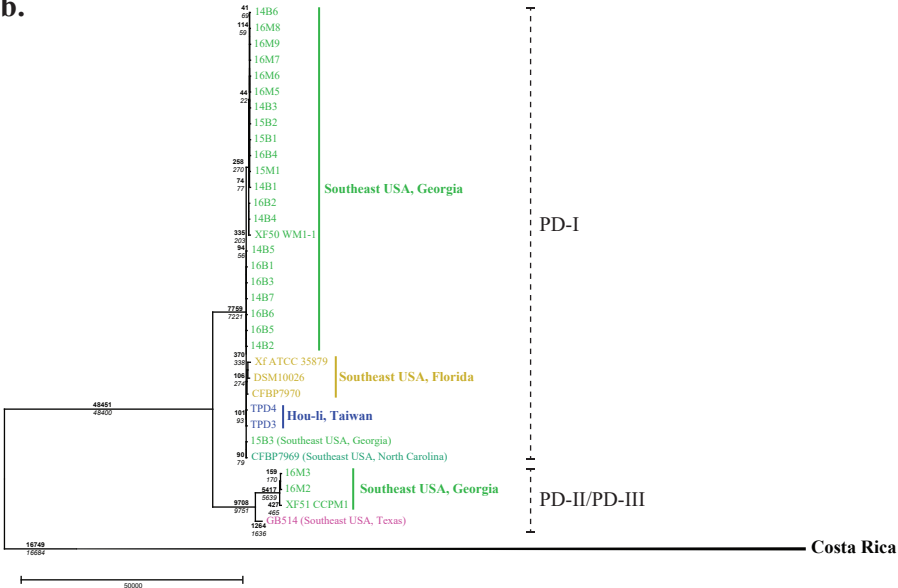 b.
41
69
14B6
114
59
16M8
16M9
16M7
16M6
44
22
16M5
14B3
15B2
15B1
16B4
258
270
15M1
74
77
14B1
16B2
14B4
335
203
XF50 WM1-1
94
56
14B5
16B1
16B3
14B7
7759
7221
16B6
16B5
14B2
Southeast USA, Georgia
PD-I
370
338
Xf ATCC 35879
106
274
DSM10026
CFBP7970
Southeast USA, Florida
101
93
TPD4
TPD3
Hou-li, Taiwan
15B3 (Southeast USA, Georgia)
90
79
CFBP7969 (Southeast USA, North Carolina)
48451
48400
159
170
16M3
5417
5639
16M2
427
465
XF51 CCPM1
Southeast USA, Georgia
PD-II/PD-III
9708
9751
GB514 (Southeast USA, Texas)
1264
1636
16749
16684
Costa Rica
50000